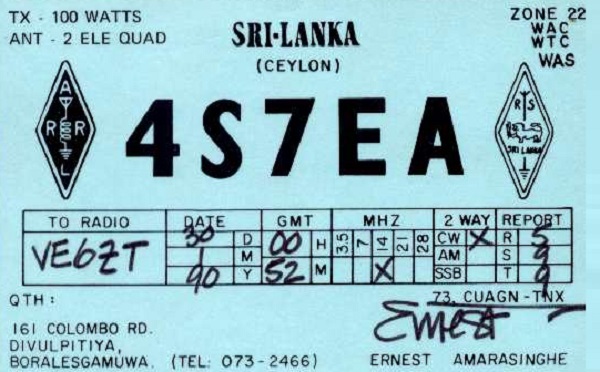 TX - 100 WATTS
ANT - 2 ELE QUAD
SRI-LANKA
(CEYLON)
ZONE 22
WAC
WTC
WAS
A
R R
L
4S7EA
R S
SRI LANKA
TO RADIO DATE GMT MHZ 2 WAY REPORT
VE6ZT 30 D 00 H 3.5 7 14 21 28 CW X R 5
1 M AM S 9
90 Y 52 M X SSB T 9
QTH: 73, CUAGN - TNX
Ernest
161 COLOMBO RD.
DIVULPITIYA,
BORALESGAMUWA. (TEL: 073-2466) ERNEST AMARASINGHE